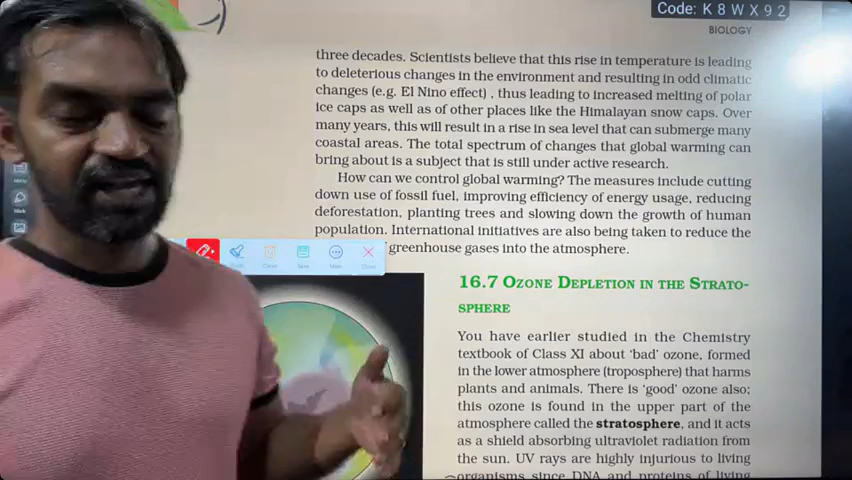 Code: K 8 W X 9 2
BIOLOGY
three decades. Scientists believe that this rise in temperature is leading
to deleterious changes in the environment and resulting in odd climatic
changes (e.g. El Nino effect) , thus leading to increased melting of polar
ice caps as well as of other places like the Himalayan snow caps. Over
many years, this will result in a rise in sea level that can submerge many
coastal areas. The total spectrum of changes that global warming can
bring about is a subject that is still under active research.
How can we control global warming? The measures include cutting
down use of fossil fuel, improving efficiency of energy usage, reducing
deforestation, planting trees and slowing down the growth of human
population. International initiatives are also being taken to reduce the
greenhouse gases into the atmosphere.
16.7 OZONE DEPLETION IN THE STRATO-
SPHERE
You have earlier studied in the Chemistry
textbook of Class XI about ‘bad’ ozone, formed
in the lower atmosphere (troposphere) that harms
plants and animals. There is ‘good’ ozone also;
this ozone is found in the upper part of the
atmosphere called the stratosphere, and it acts
as a shield absorbing ultraviolet radiation from
the sun. UV rays are highly injurious to living
organisms since DNA and proteins of living